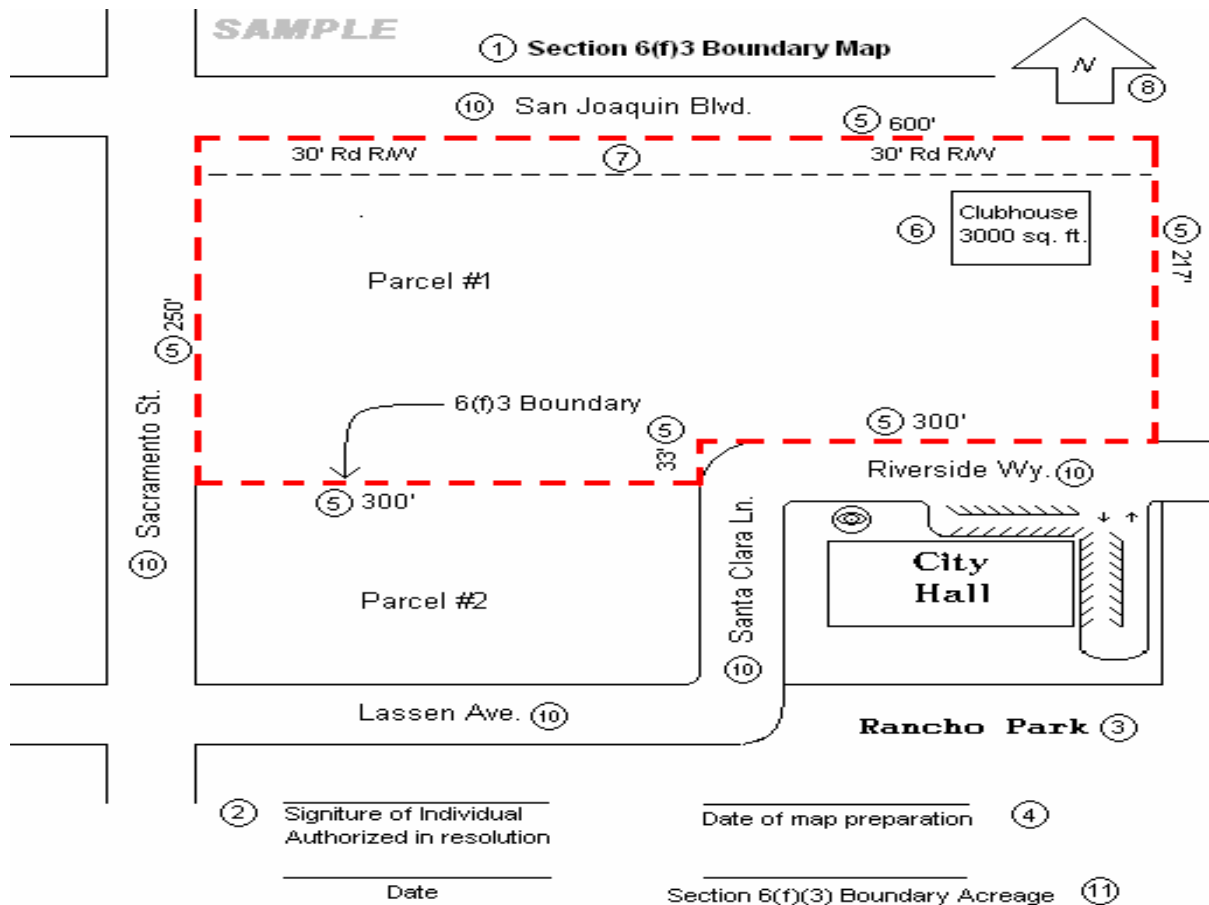 SAMPLE
1 Section 6(f)3 Boundary Map
N
8
10 San Joaquin Blvd.
5 600'
30' Rd R/W
7
30' Rd R/W
6
Clubhouse
3000 sq. ft.
5 217'
Parcel #1
5 250'
6(f)3 Boundary
5 33'
5 300'
5 300'
Riverside Wy. 10
10 Sacramento St.
City
Hall
Parcel #2
10 Santa Clara Ln.
Lassen Ave. 10
Rancho Park 3
2 Signiture of Individual
Authorized in resolution
Date of map preparation 4
Date
Section 6(f)(3) Boundary Acreage 11